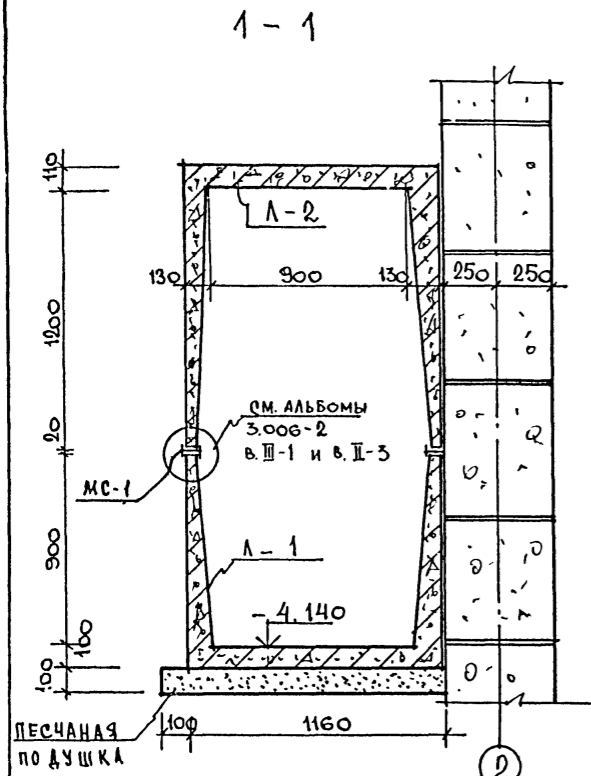 1 - 1
110
Л-2
130 900 130 250 250
1200
СМ. АЛЬБОМЫ
3.006-2
В. III-1 и В. II-3
20
МС-1
900
Л-1
- 4.140
100
100
ПЕСЧАНАЯ
ПОДУШКА
100 1160